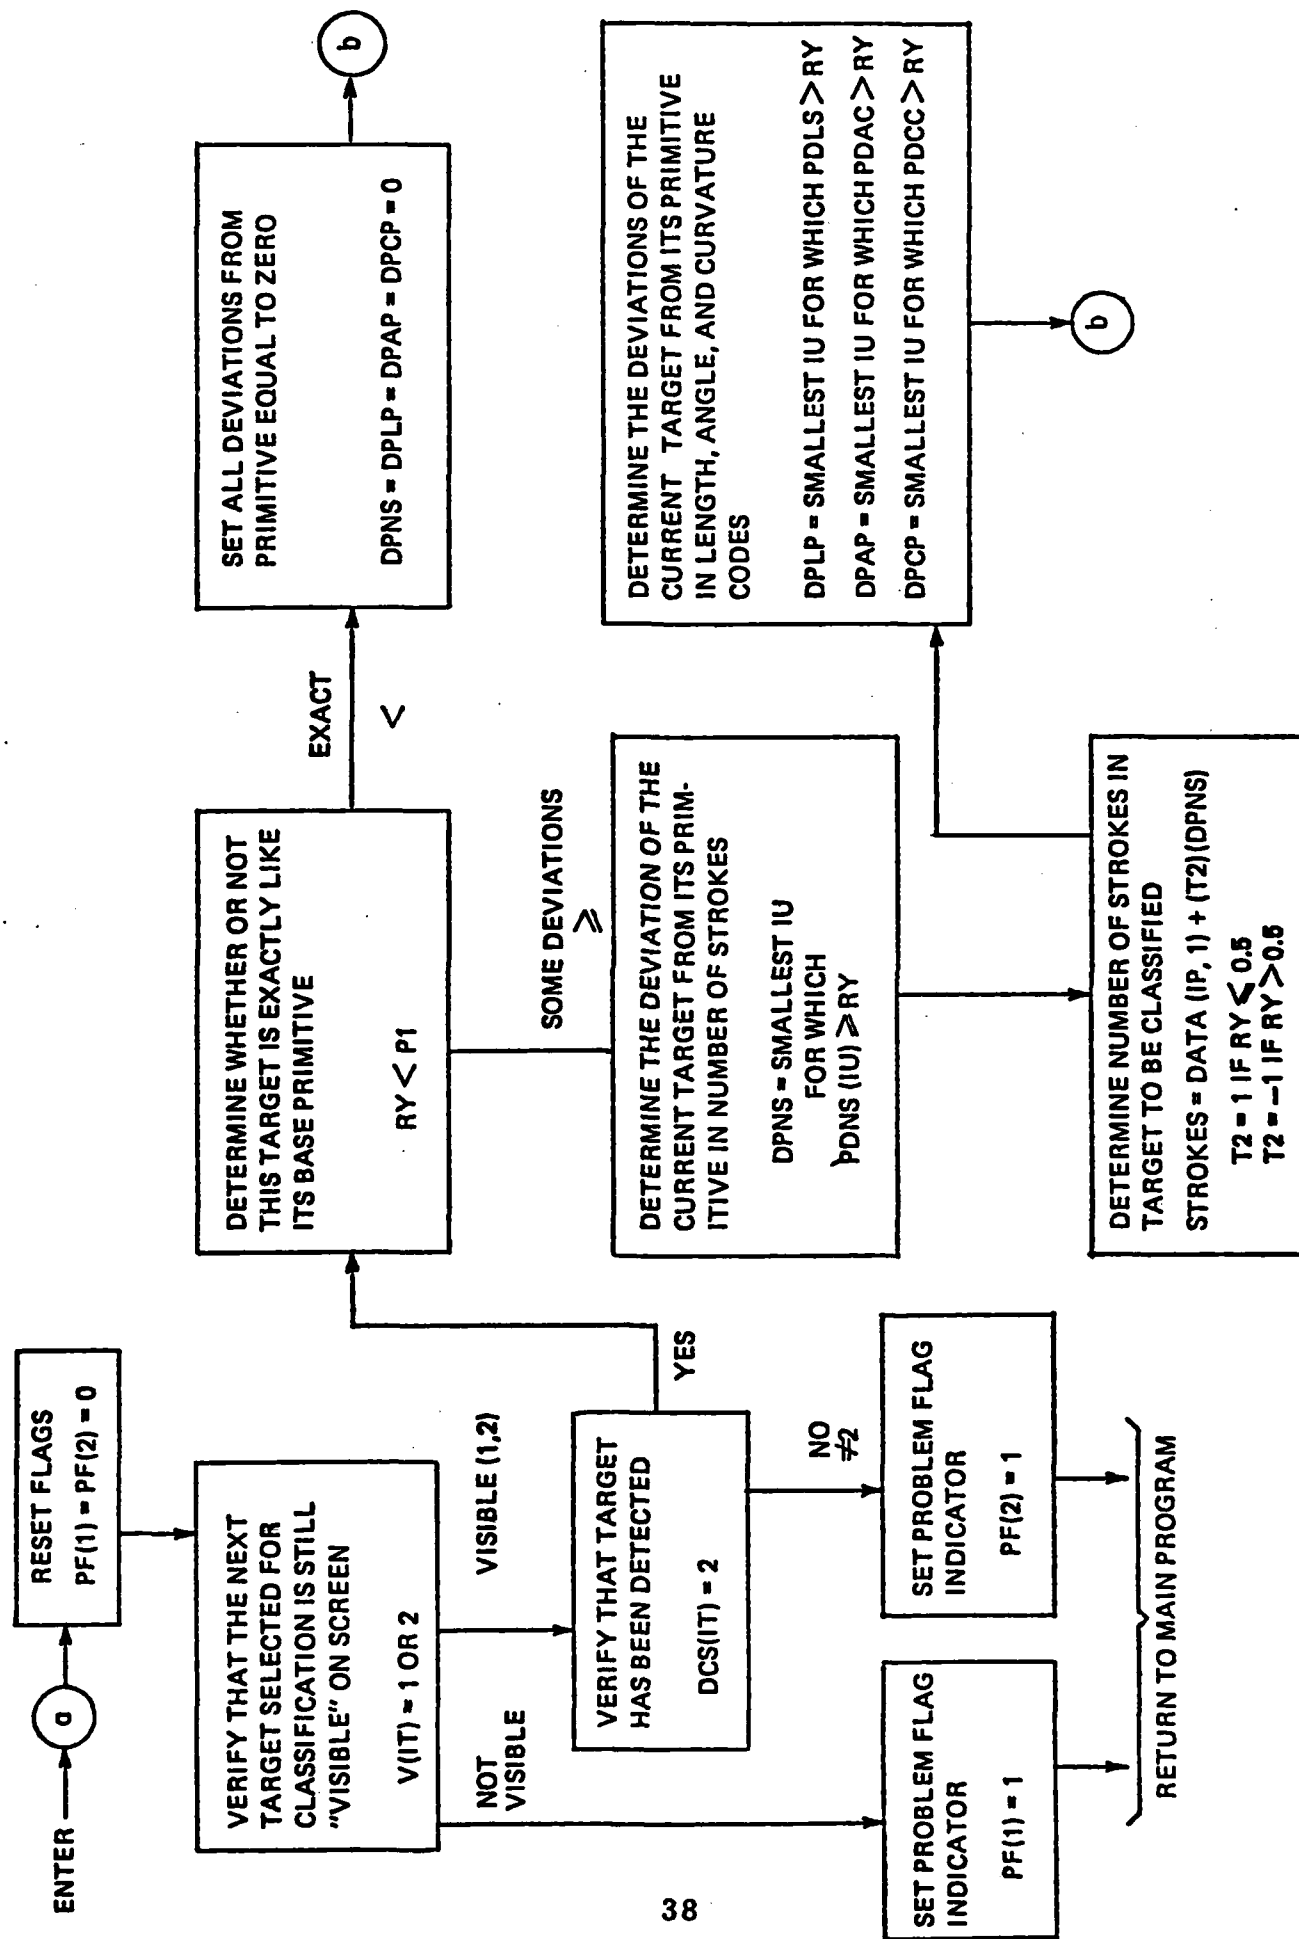 ENTER
a
RESET FLAGS
PF(1) = PF(2) = 0
VERIFY THAT THE NEXT
TARGET SELECTED FOR
CLASSIFICATION IS STILL
"VISIBLE" ON SCREEN
V(IT) = 1 OR 2
NOT
VISIBLE
VISIBLE (1,2)
VERIFY THAT TARGET
HAS BEEN DETECTED
DCS(IT) = 2
YES
NO
≠2
SET PROBLEM FLAG
INDICATOR
PF(1) = 1
SET PROBLEM FLAG
INDICATOR
PF(2) = 1
RETURN TO MAIN PROGRAM
DETERMINE WHETHER OR NOT
THIS TARGET IS EXACTLY LIKE
ITS BASE PRIMITIVE
RY < P1
EXACT
<
SET ALL DEVIATIONS FROM
PRIMITIVE EQUAL TO ZERO
DPNS = DPLP = DPAP = DPCP = 0
b
SOME DEVIATIONS
⩾
DETERMINE THE DEVIATION OF THE
CURRENT TARGET FROM ITS PRIM-
ITIVE IN NUMBER OF STROKES
DPNS = SMALLEST IU
FOR WHICH
PDNS (IU) ⩾ RY
DETERMINE NUMBER OF STROKES IN
TARGET TO BE CLASSIFIED
STROKES = DATA (IP, 1) + (T2)(DPNS)
T2 = 1 IF RY ⩽ 0.5
T2 = –1 IF RY > 0.5
DETERMINE THE DEVIATIONS OF THE
CURRENT TARGET FROM ITS PRIMITIVE
IN LENGTH, ANGLE, AND CURVATURE
CODES
DPLP = SMALLEST IU FOR WHICH PDLS > RY
DPAP = SMALLEST IU FOR WHICH PDAC > RY
DPCP = SMALLEST IU FOR WHICH PDCC > RY
b
38